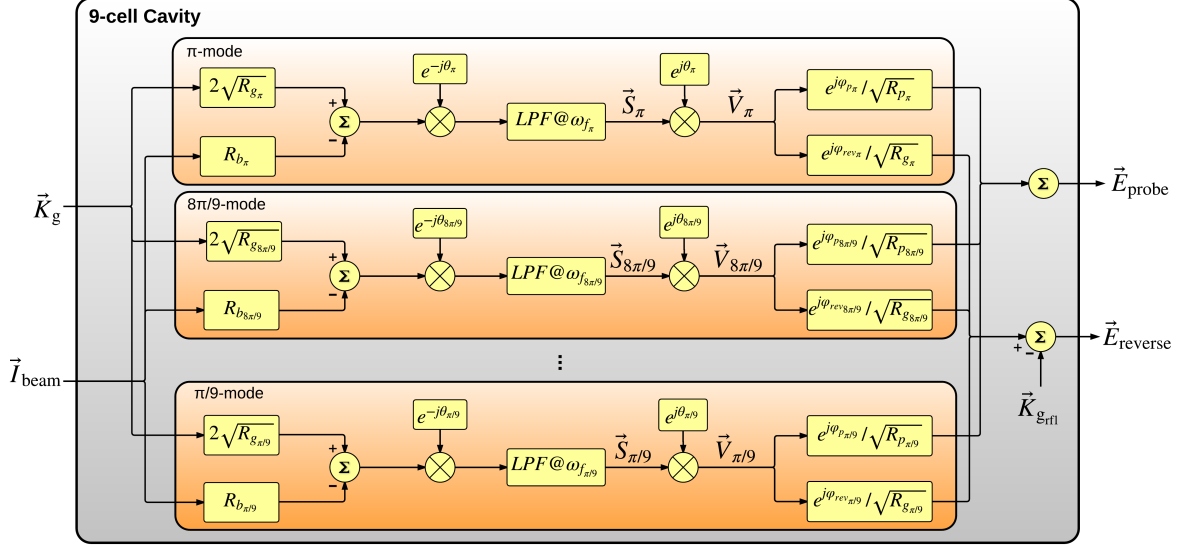 9-cell Cavity
π-mode
2√R_{g_π}
e^{-jθ_π}
e^{jθ_π}
e^{jφ_{p_π}}/√R_{p_π}
+
Σ
−
LPF@ω_{f_π}
S⃗_π
V⃗_π
R_{b_π}
e^{jφ_{rev_π}}/√R_{g_π}
K⃗_g
Σ
E⃗_probe
8π/9-mode
2√R_{g_{8π/9}}
e^{-jθ_{8π/9}}
e^{jθ_{8π/9}}
e^{jφ_{p_{8π/9}}}/√R_{p_{8π/9}}
+
Σ
−
LPF@ω_{f_{8π/9}}
S⃗_{8π/9}
V⃗_{8π/9}
R_{b_{8π/9}}
e^{jφ_{rev_{8π/9}}}/√R_{g_{8π/9}}
+
−
Σ
E⃗_reverse
⋮
I⃗_beam
K⃗_{g_rfl}
π/9-mode
2√R_{g_{π/9}}
e^{-jθ_{π/9}}
e^{jθ_{π/9}}
e^{jφ_{p_{π/9}}}/√R_{p_{π/9}}
+
Σ
−
LPF@ω_{f_{π/9}}
S⃗_{π/9}
V⃗_{π/9}
R_{b_{π/9}}
e^{jφ_{rev_{π/9}}}/√R_{g_{π/9}}